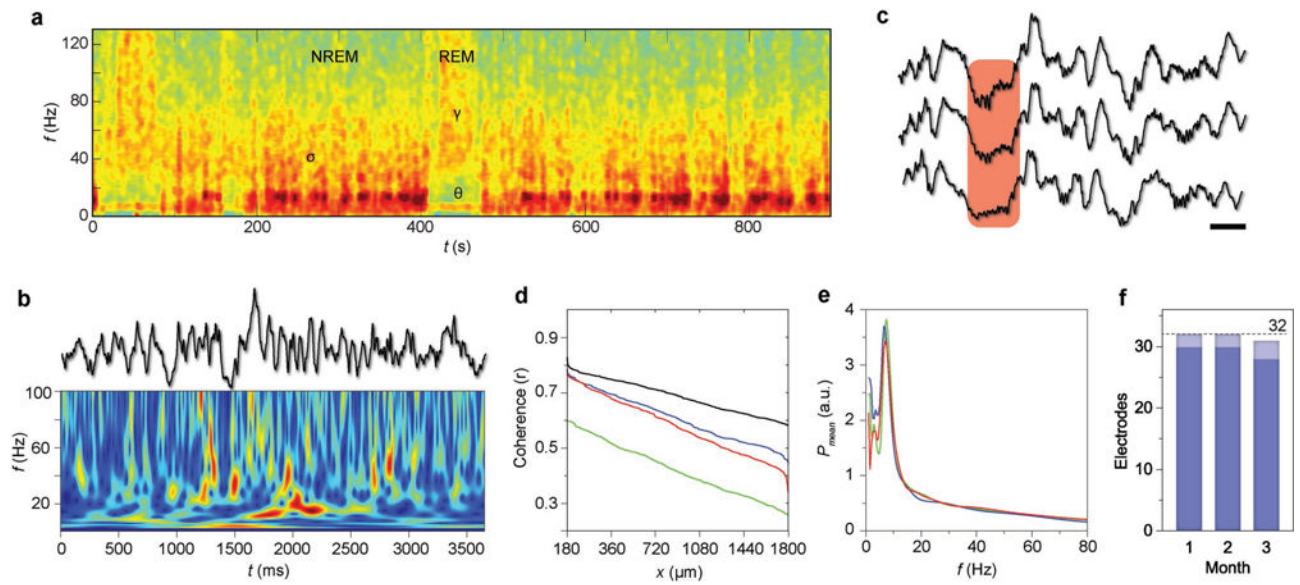 a
120
80
40
0
f (Hz)
NREM
REM
γ
σ
θ
0
200
400
600
800
t (s)
c
b
100
60
20
f (Hz)
0
500
1000
1500
2000
2500
3000
3500
t (ms)
d
0.9
0.7
0.5
0.3
Coherence (r)
180
360
720
1080
1440
1800
x (µm)
e
4
3
2
1
0
Pmean (a.u.)
0
20
40
60
80
f (Hz)
f
32
30
20
10
0
Electrodes
1
2
3
Month